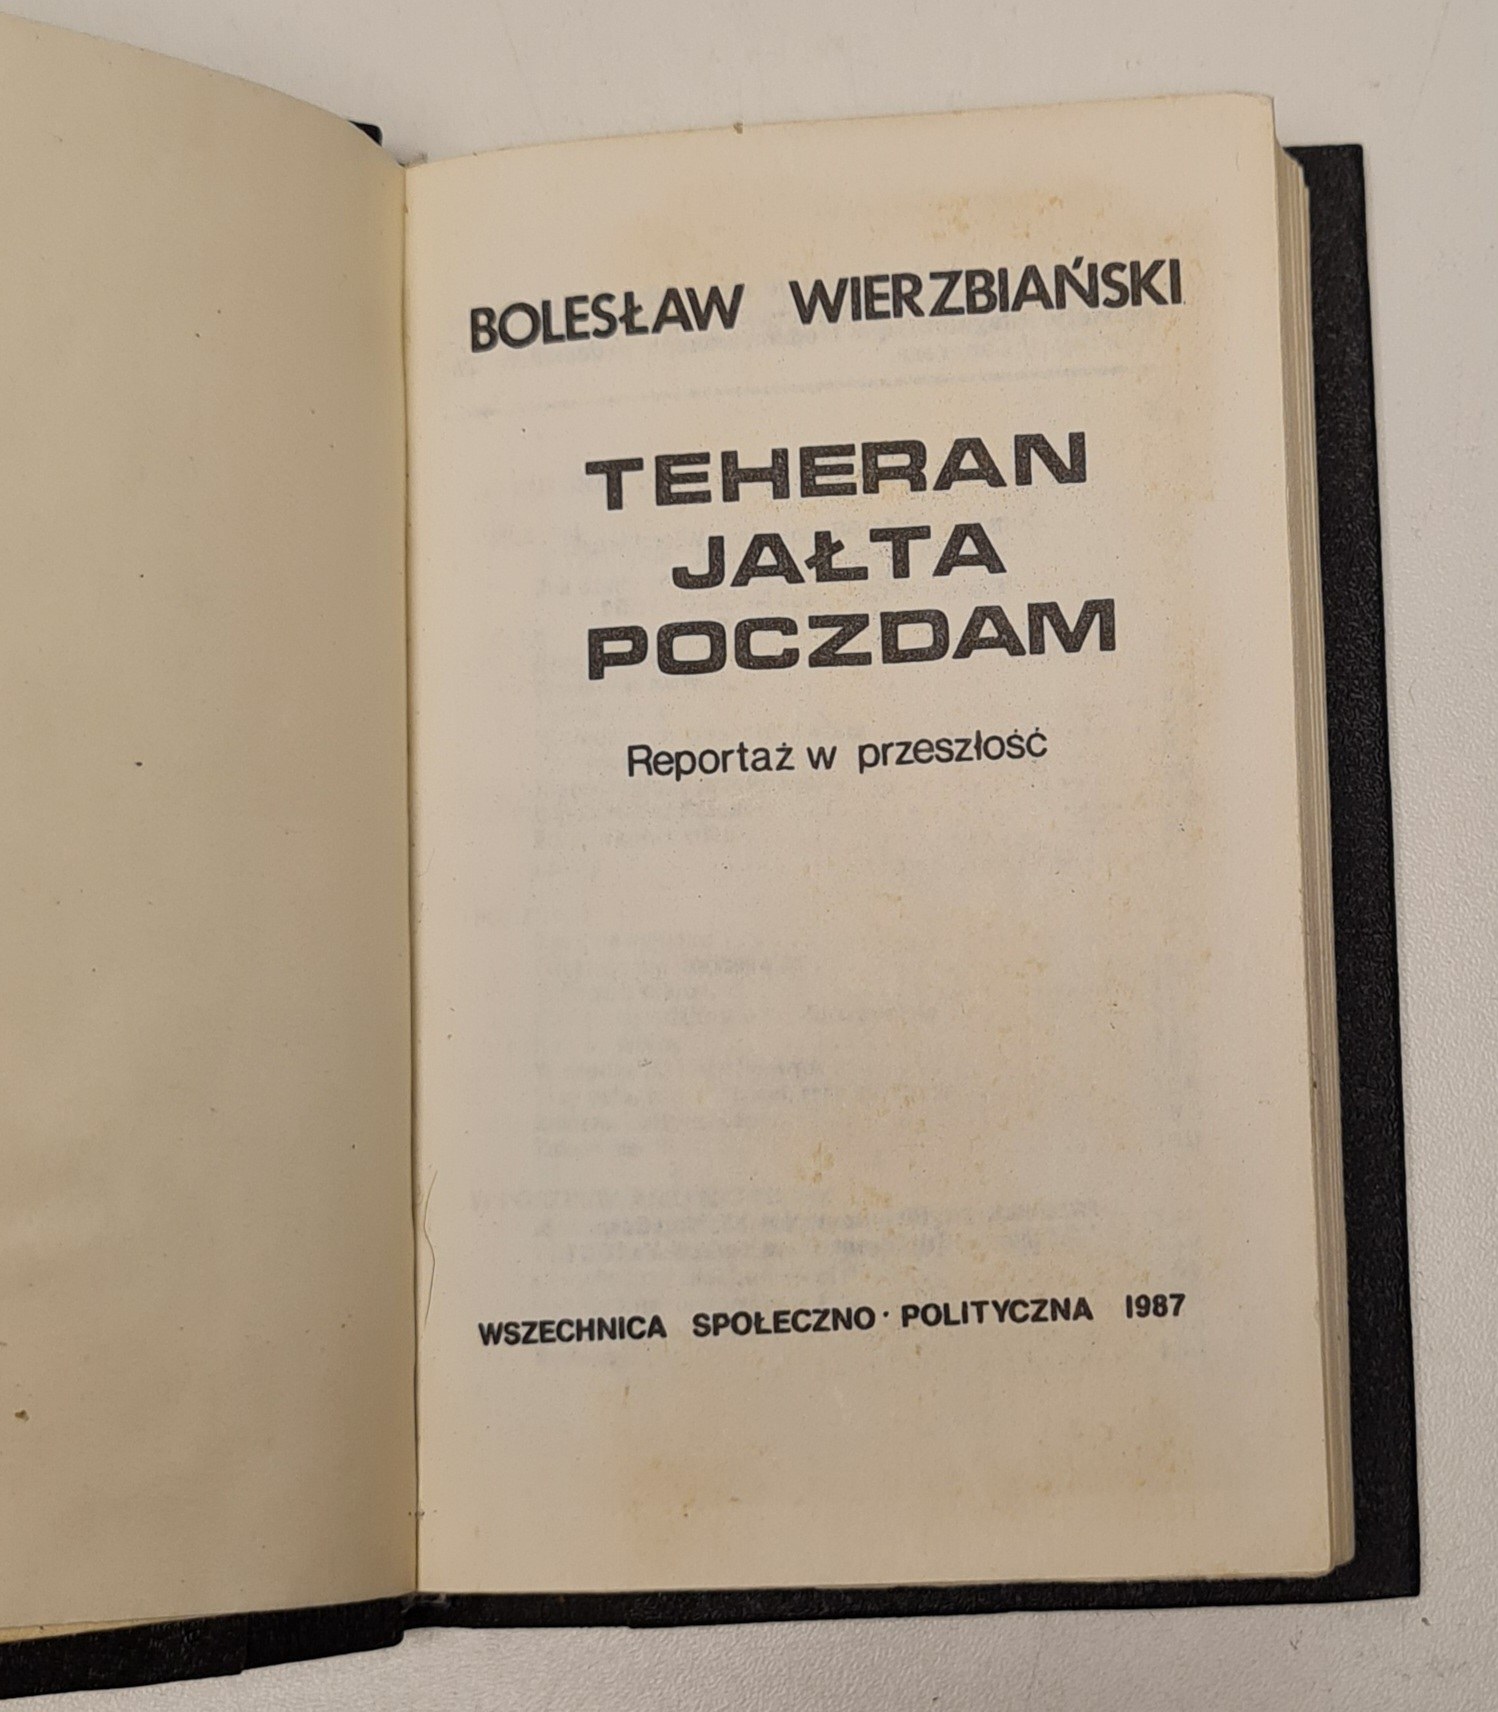 BOLESŁAW WIERZBIAŃSKI
TEHERAN
JAŁTA
POCZDAM
Reportaż w przeszłość
WSZECHNICA SPOŁECZNO · POLITYCZNA 1987